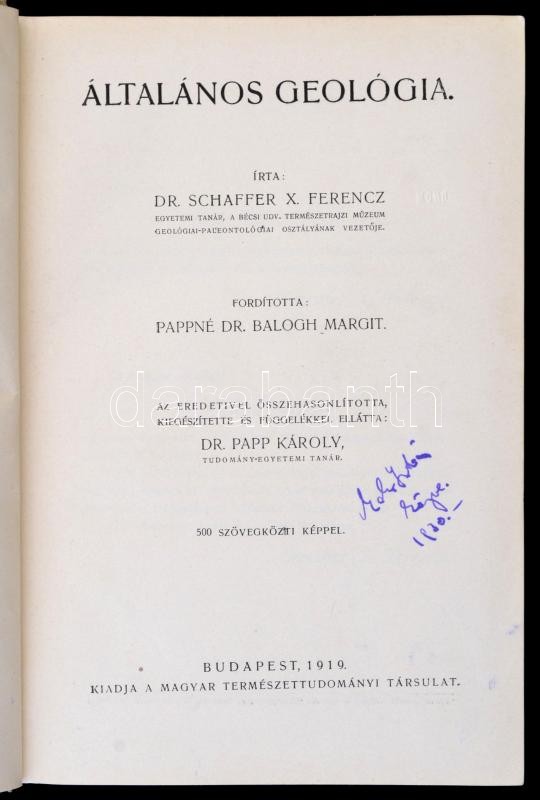 ÁLTALÁNOS GEOLÓGIA.
ÍRTA:
DR. SCHAFFER X. FERENCZ
EGYETEMI TANÁR, A BÉCSI UDV. TERMÉSZETRAJZI MÚZEUM
GEOLÓGIAI-PALEONTOLÓGIAI OSZTÁLYÁNAK VEZETŐJE.
FORDÍTOTTA:
PAPPNÉ DR. BALOGH MARGIT.
darabanth
AZ EREDETIVEL ÖSSZEHASONLÍTOTTA,
KIEGÉSZÍTETTE ÉS FÜGGELÉKKEL ELLÁTTA:
DR. PAPP KÁROLY,
TUDOMÁNY-EGYETEMI TANÁR.
500 SZÖVEGKÖZTI KÉPPEL.
BUDAPEST, 1919.
KIADJA A MAGYAR TERMÉSZETTUDOMÁNYI TÁRSULAT.